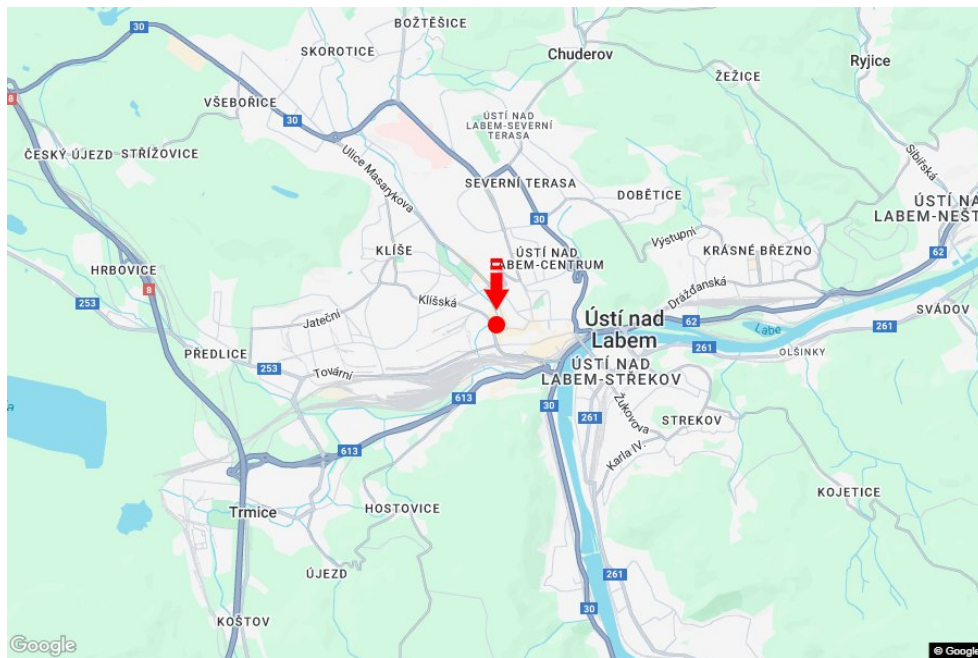 BOŽTĚŠICE
30
SKOROTICE
Chuderov
Ryjice
ŽEŽICE
8
VŠEBOŘICE
30
ÚSTÍ NAD
LABEM-SEVERNÍ
TERASA
ČESKÝ ÚJEZD
STŘÍŽOVICE
Ulice Masarykova
Sibiřská
SEVERNÍ TERASA
DOBĚTICE
ÚSTÍ NA
LABEM-NEŠT
30
Výstupní
KLÍŠE
ÚSTÍ NAD
LABEM-CENTRUM
KRÁSNÉ BŘEZNO
62
HRBOVICE
8
253
Klíšská
Drážďanská
SVÁDOV
Jateční
Ústí nad
Labem
62
Labe
261
PŘEDLICE
261
OLŠINKY
253
Tovární
ÚSTÍ NAD
LABEM-STŘEKOV
613
30
261
Žukovova
STREKOV
613
Karla IV.
KOJETICE
Trmice
HOSTOVICE
ÚJEZD
261
30
KOŠTOV
Google
© Google